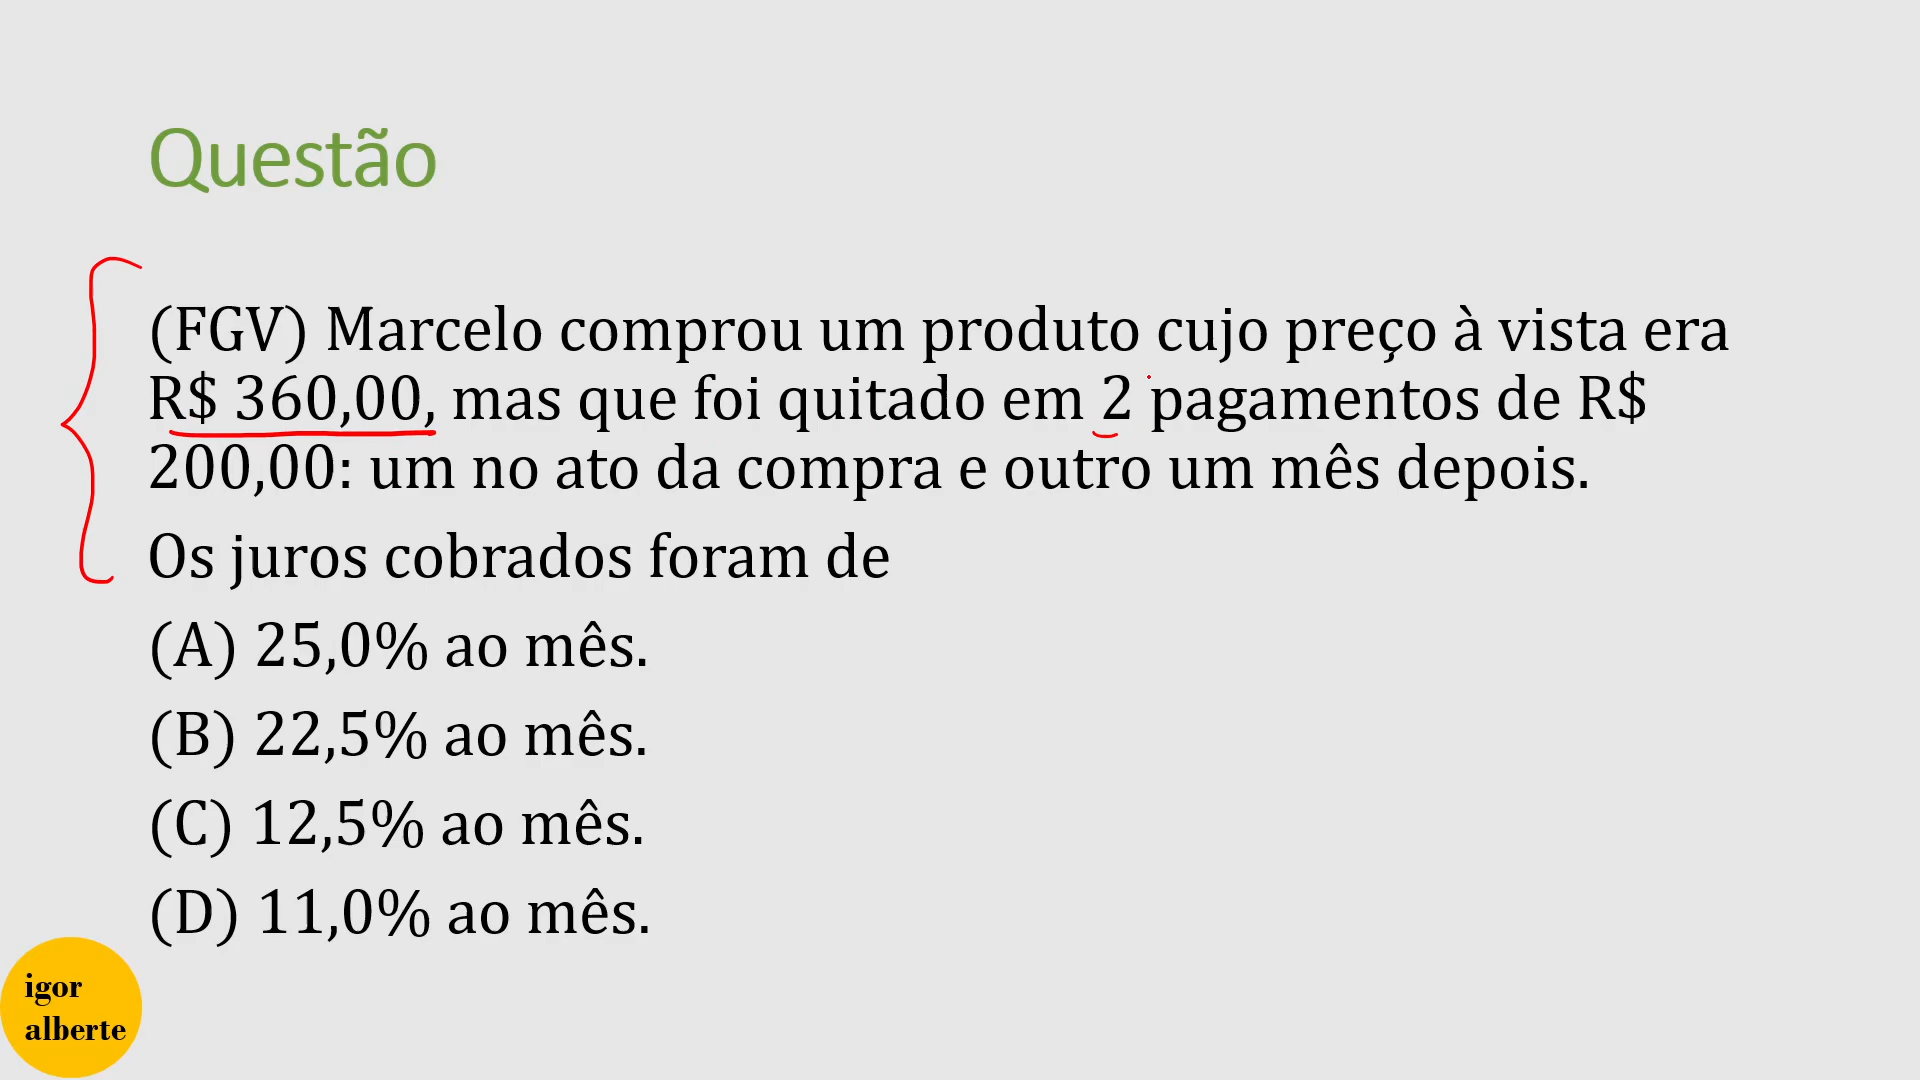 Questão
(FGV) Marcelo comprou um produto cujo preço à vista era
R$ 360,00, mas que foi quitado em 2 pagamentos de R$
200,00: um no ato da compra e outro um mês depois.
Os juros cobrados foram de
(A) 25,0% ao mês.
(B) 22,5% ao mês.
(C) 12,5% ao mês.
(D) 11,0% ao mês.
igor
alberte